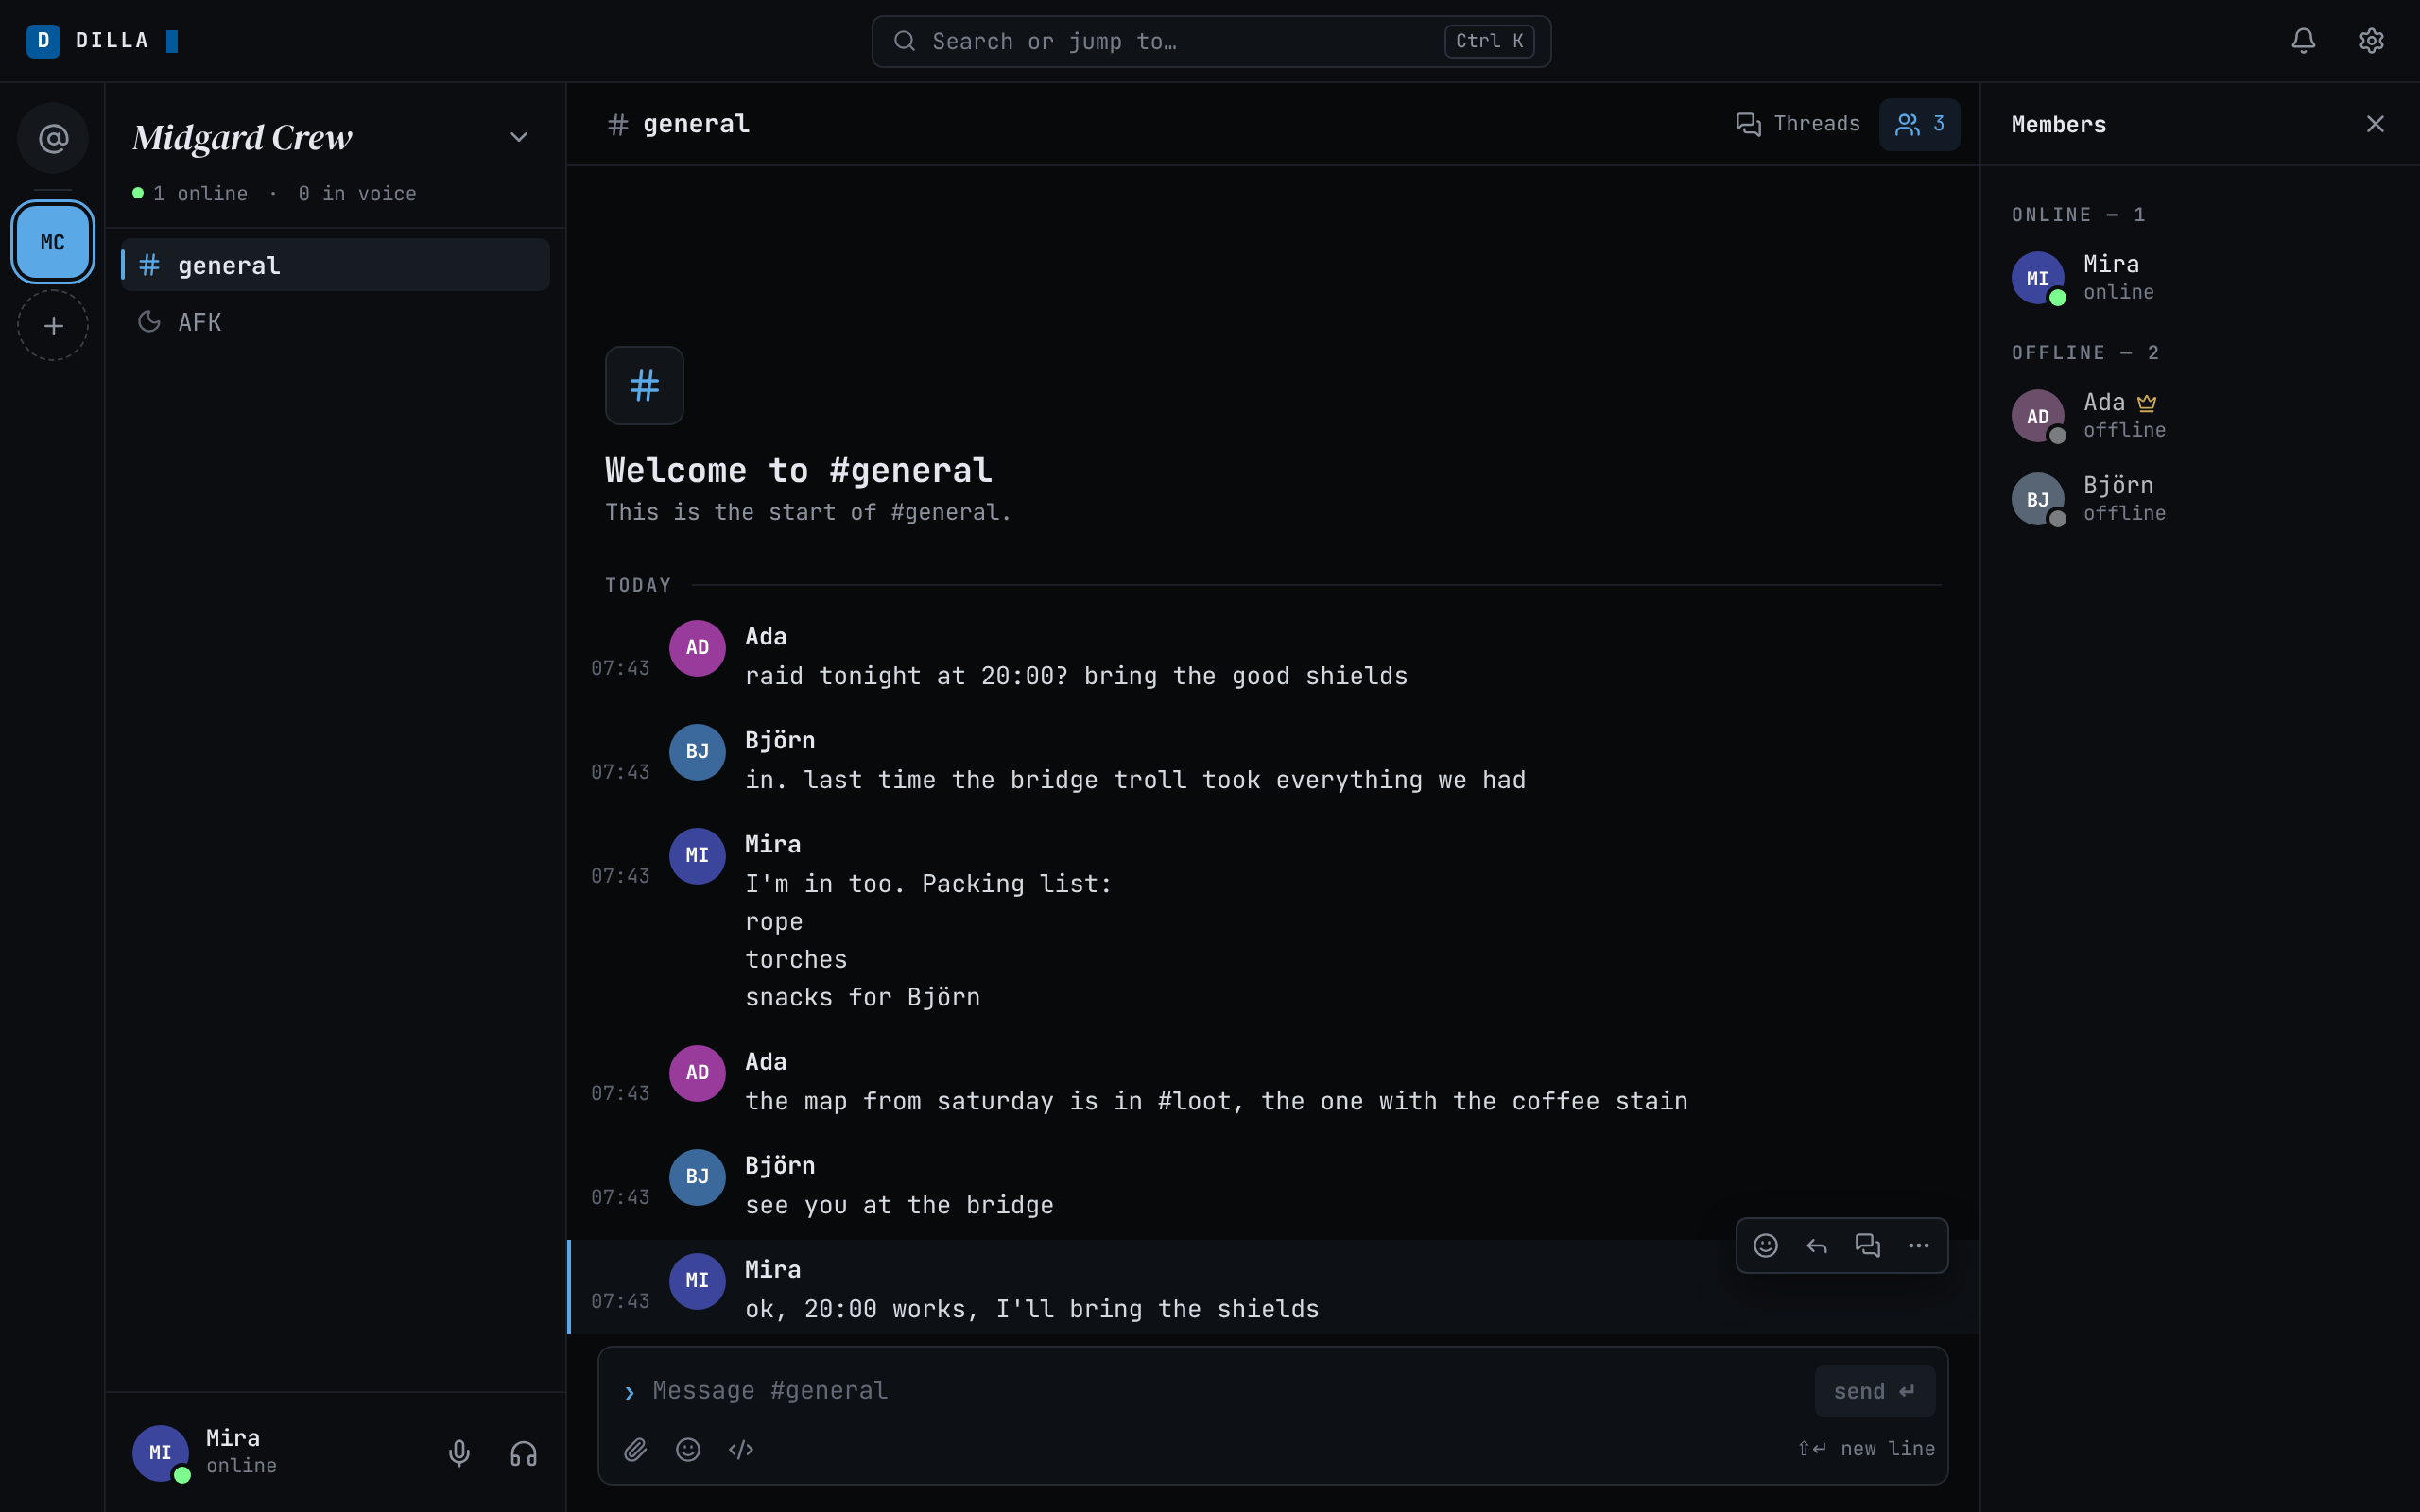 D DILLA
Search or jump to…
Ctrl K
@
MC
Midgard Crew
1 online · 0 in voice
# general
AFK
# general
Threads
3
#
Welcome to #general
This is the start of #general.
TODAY
07:43
AD
Ada
raid tonight at 20:00? bring the good shields
07:43
BJ
Björn
in. last time the bridge troll took everything we had
07:43
MI
Mira
I'm in too. Packing list:
rope
torches
snacks for Björn
07:43
AD
Ada
the map from saturday is in #loot, the one with the coffee stain
07:43
BJ
Björn
see you at the bridge
07:43
MI
Mira
ok, 20:00 works, I'll bring the shields
› Message #general
send ↵
⇧↵ new line
MI
Mira
online
Members
ONLINE — 1
MI
Mira
online
OFFLINE — 2
AD
Ada
offline
BJ
Björn
offline